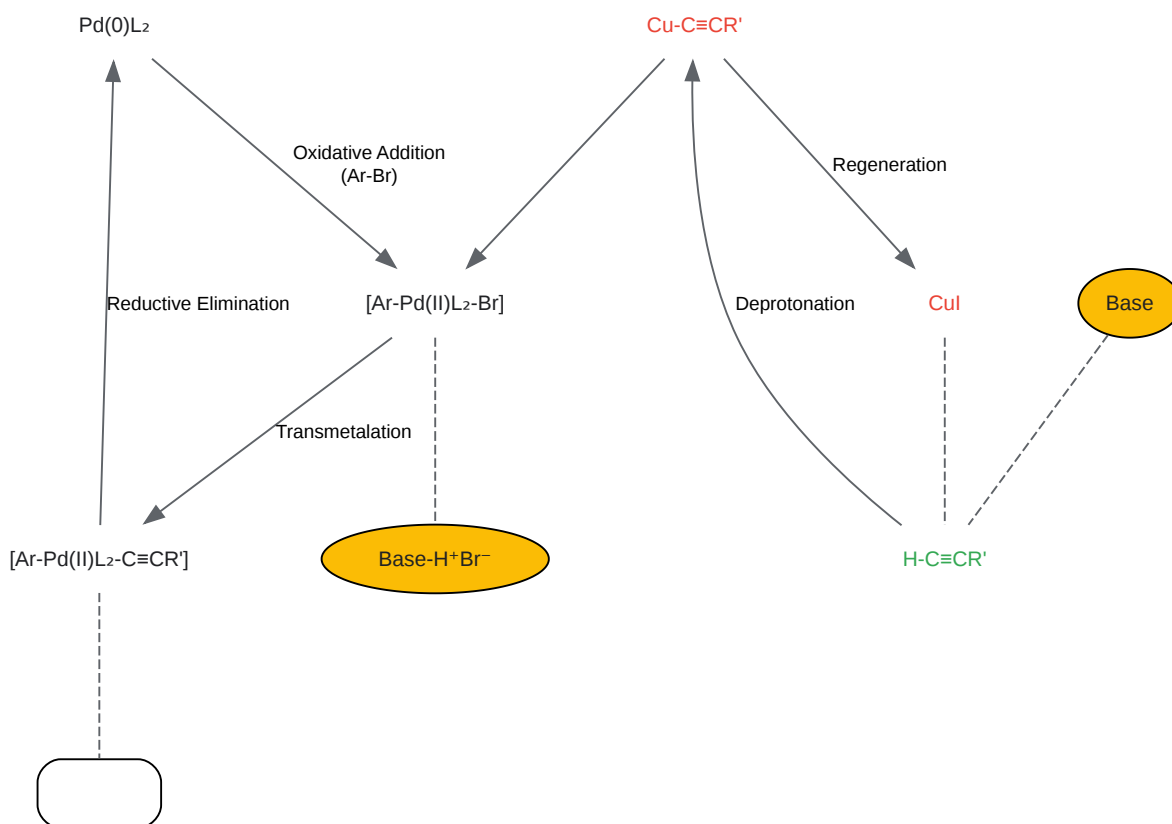 Pd(0)L₂
Cu-C≡CR'
Oxidative Addition
(Ar-Br)
Regeneration
Reductive Elimination
[Ar-Pd(II)L₂-Br]
Deprotonation
CuI
Base
Transmetalation
[Ar-Pd(II)L₂-C≡CR']
Base-H⁺Br⁻
H-C≡CR'